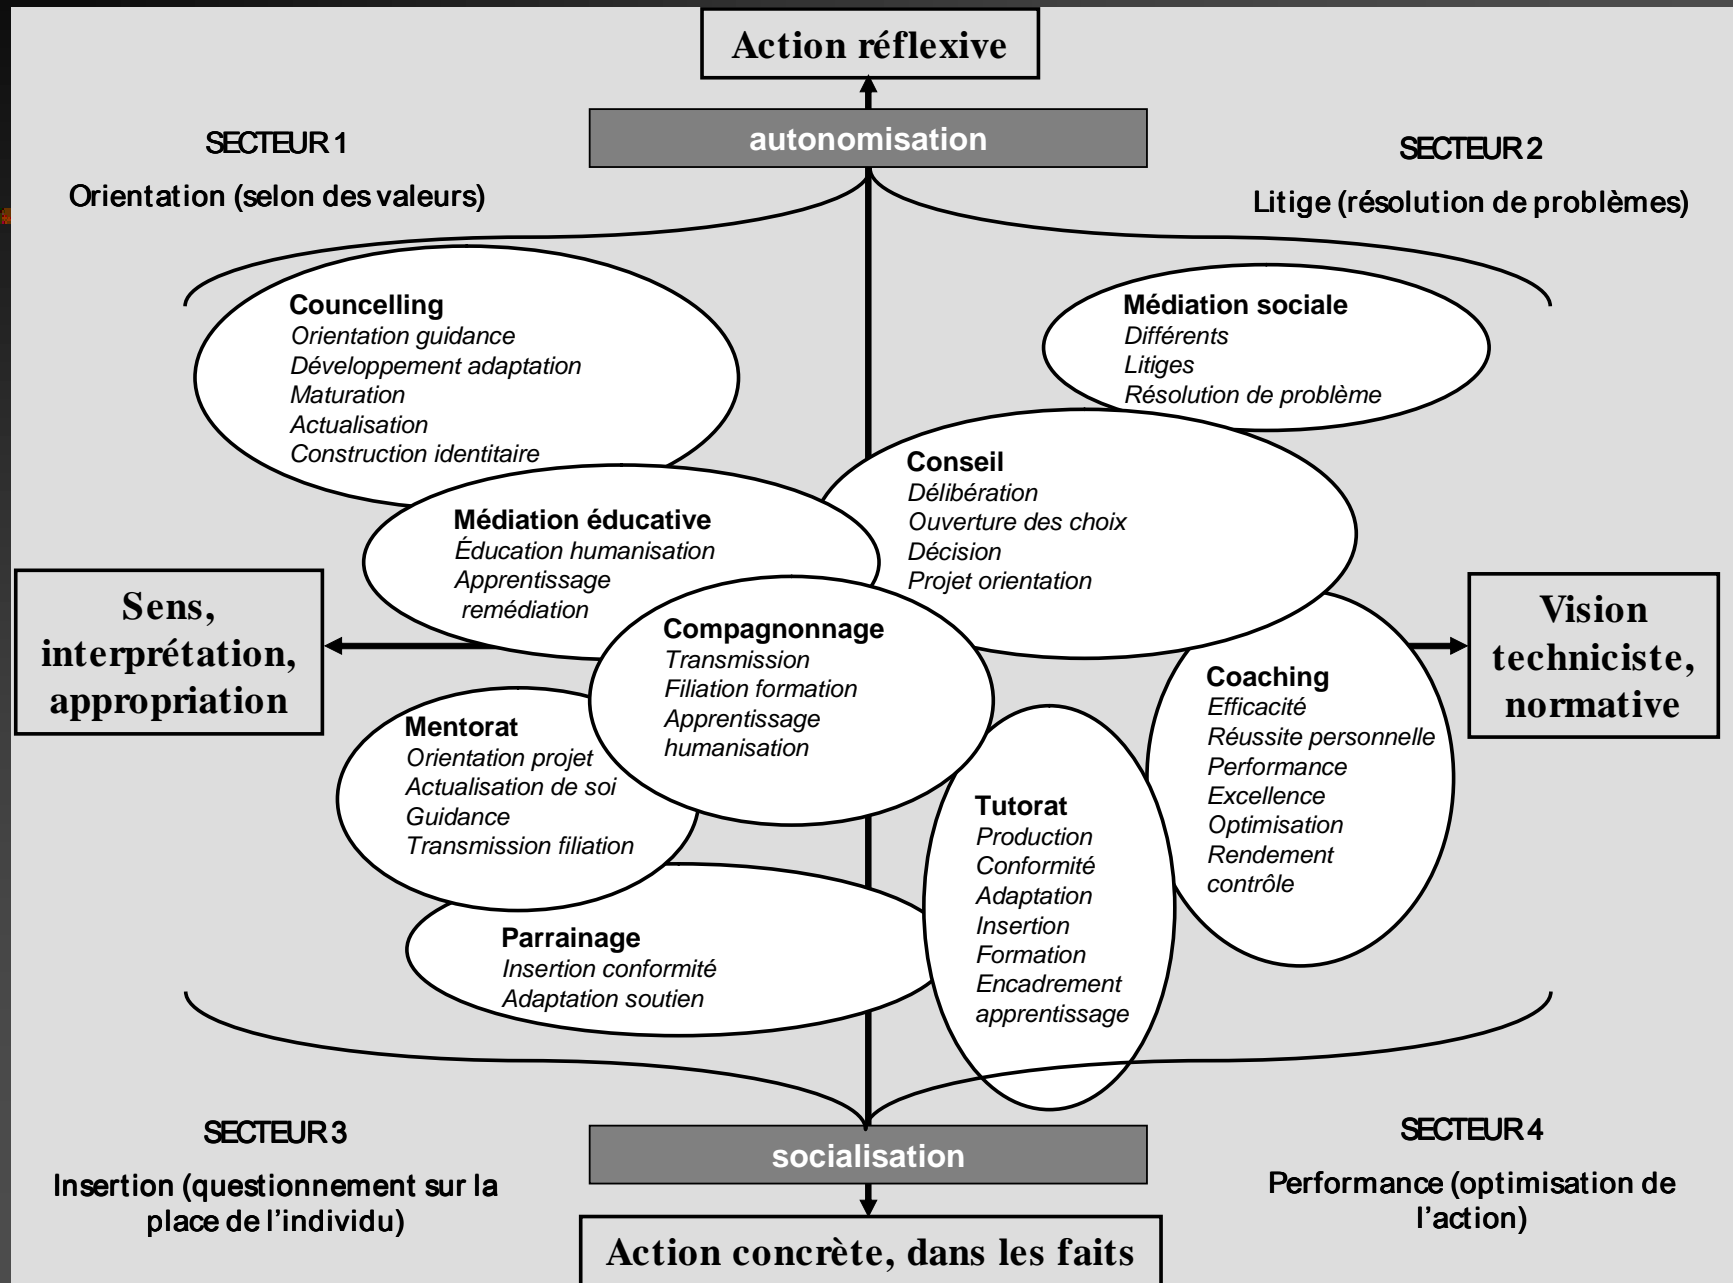 Action réflexive
autonomisation
SECTEUR 1
Orientation (selon des valeurs)
SECTEUR 2
Litige (résolution de problèmes)
Councelling
Orientation guidance
Développement adaptation
Maturation
Actualisation
Construction identitaire
Médiation sociale
Différents
Litiges
Résolution de problème
Conseil
Délibération
Ouverture des choix
Décision
Projet orientation
Médiation éducative
Éducation humanisation
Apprentissage
remédiation
Sens,
interprétation,
appropriation
Vision
techniciste,
normative
Compagnonnage
Transmission
Filiation formation
Apprentissage
humanisation
Coaching
Efficacité
Réussite personnelle
Performance
Excellence
Optimisation
Rendement
contrôle
Mentorat
Orientation projet
Actualisation de soi
Guidance
Transmission filiation
Tutorat
Production
Conformité
Adaptation
Insertion
Formation
Encadrement
apprentissage
Parrainage
Insertion conformité
Adaptation soutien
SECTEUR 3
Insertion (questionnement sur la
place de l'individu)
SECTEUR 4
Performance (optimisation de
l'action)
socialisation
Action concrète, dans les faits